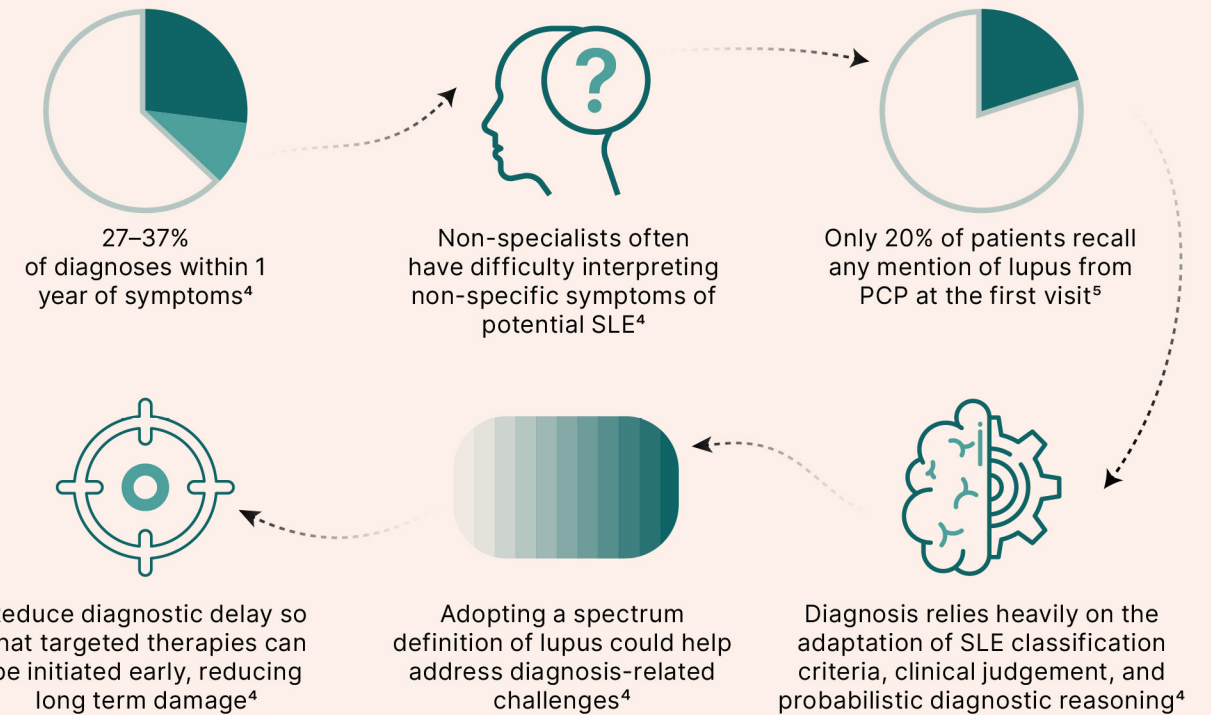 ?
27–37%
of diagnoses within 1
year of symptoms⁴
Non-specialists often
have difficulty interpreting
non-specific symptoms of
potential SLE⁴
Only 20% of patients recall
any mention of lupus from
PCP at the first visit⁵
educe diagnostic delay so
hat targeted therapies can
be initiated early, reducing
long term damage⁴
Adopting a spectrum
definition of lupus could help
address diagnosis-related
challenges⁴
Diagnosis relies heavily on the
adaptation of SLE classification
criteria, clinical judgement, and
probabilistic diagnostic reasoning⁴